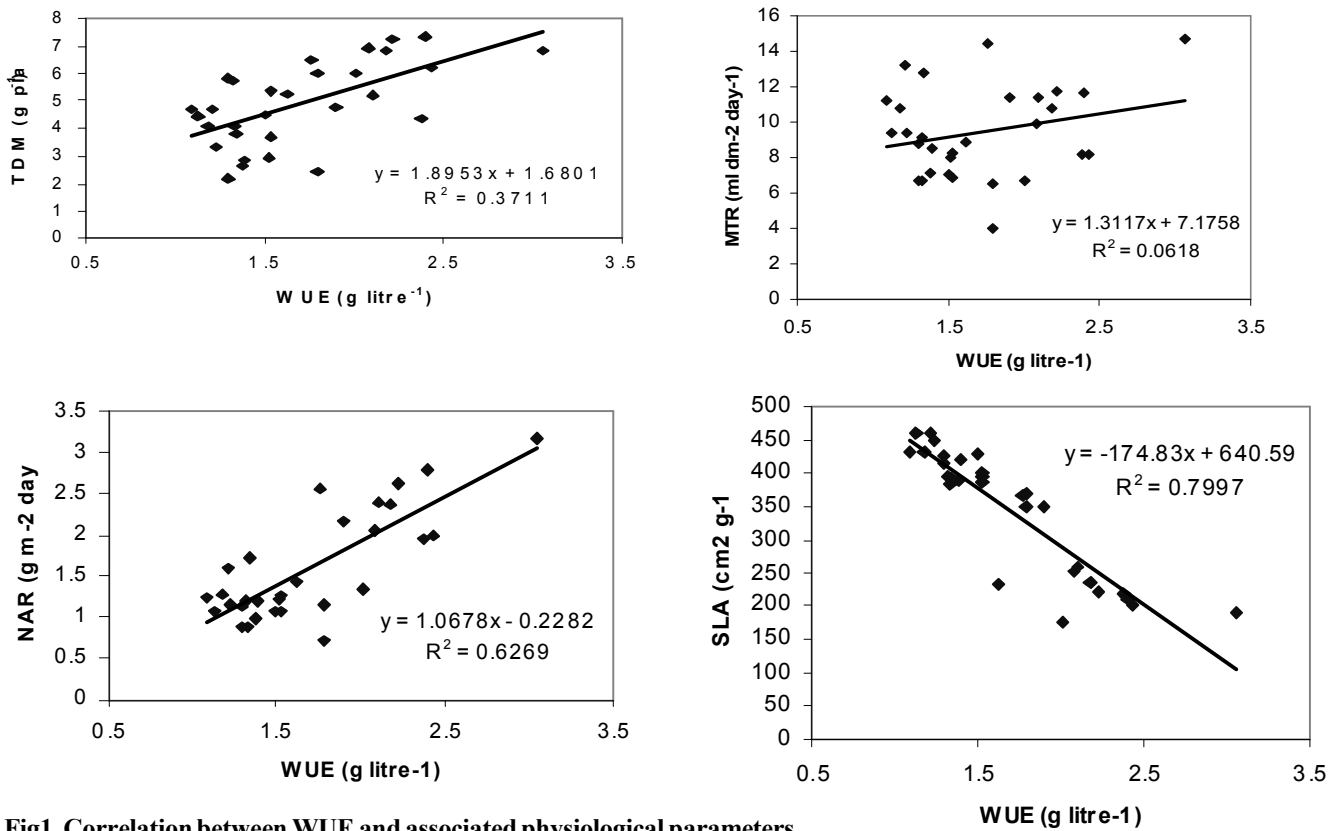 8
7
6
5
4
3
2
1
0
TDM (g
y = 1.8953x + 1.6801
R² = 0.3711
0.5 1.5 2.5 3.5
WUE (g litre⁻¹)
16
14
12
10
8
6
4
2
0
MTR (ml dm-2 day-1)
y = 1.3117x + 7.1758
R² = 0.0618
0.5 1.5 2.5 3.5
WUE (g litre-1)
3.5
3
2.5
2
1.5
1
0.5
0
NAR (g m-2 day
y = 1.0678x - 0.2282
R² = 0.6269
0.5 1.5 2.5 3.5
WUE (g litre-1)
500
450
400
350
300
250
200
150
100
50
0
SLA (cm2 g-1
y = -174.83x + 640.59
R² = 0.7997
0.5 1.5 2.5 3.5
WUE (g litre-1)
Fig1. Correlation between WUE and associated physiological parameters